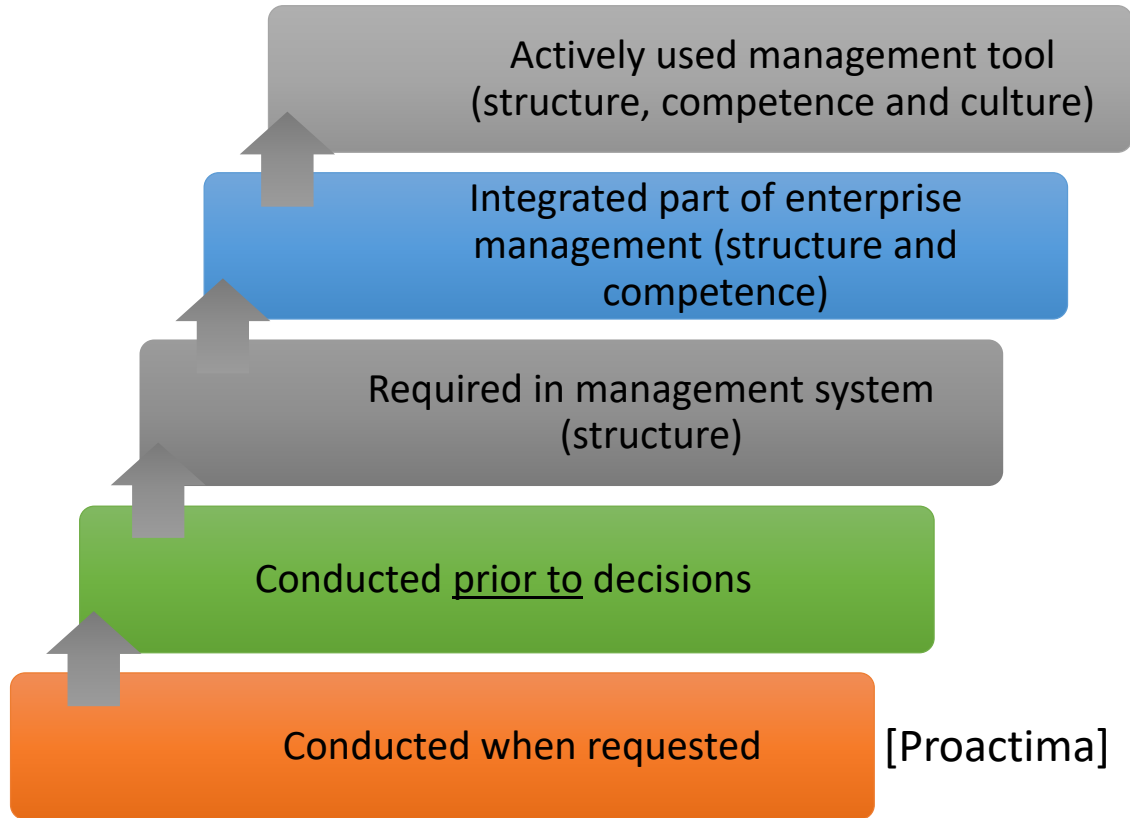 Actively used management tool
(structure, competence and culture)
Integrated part of enterprise
management (structure and
competence)
Required in management system
(structure)
Conducted prior to decisions
Conducted when requested
[Proactima]